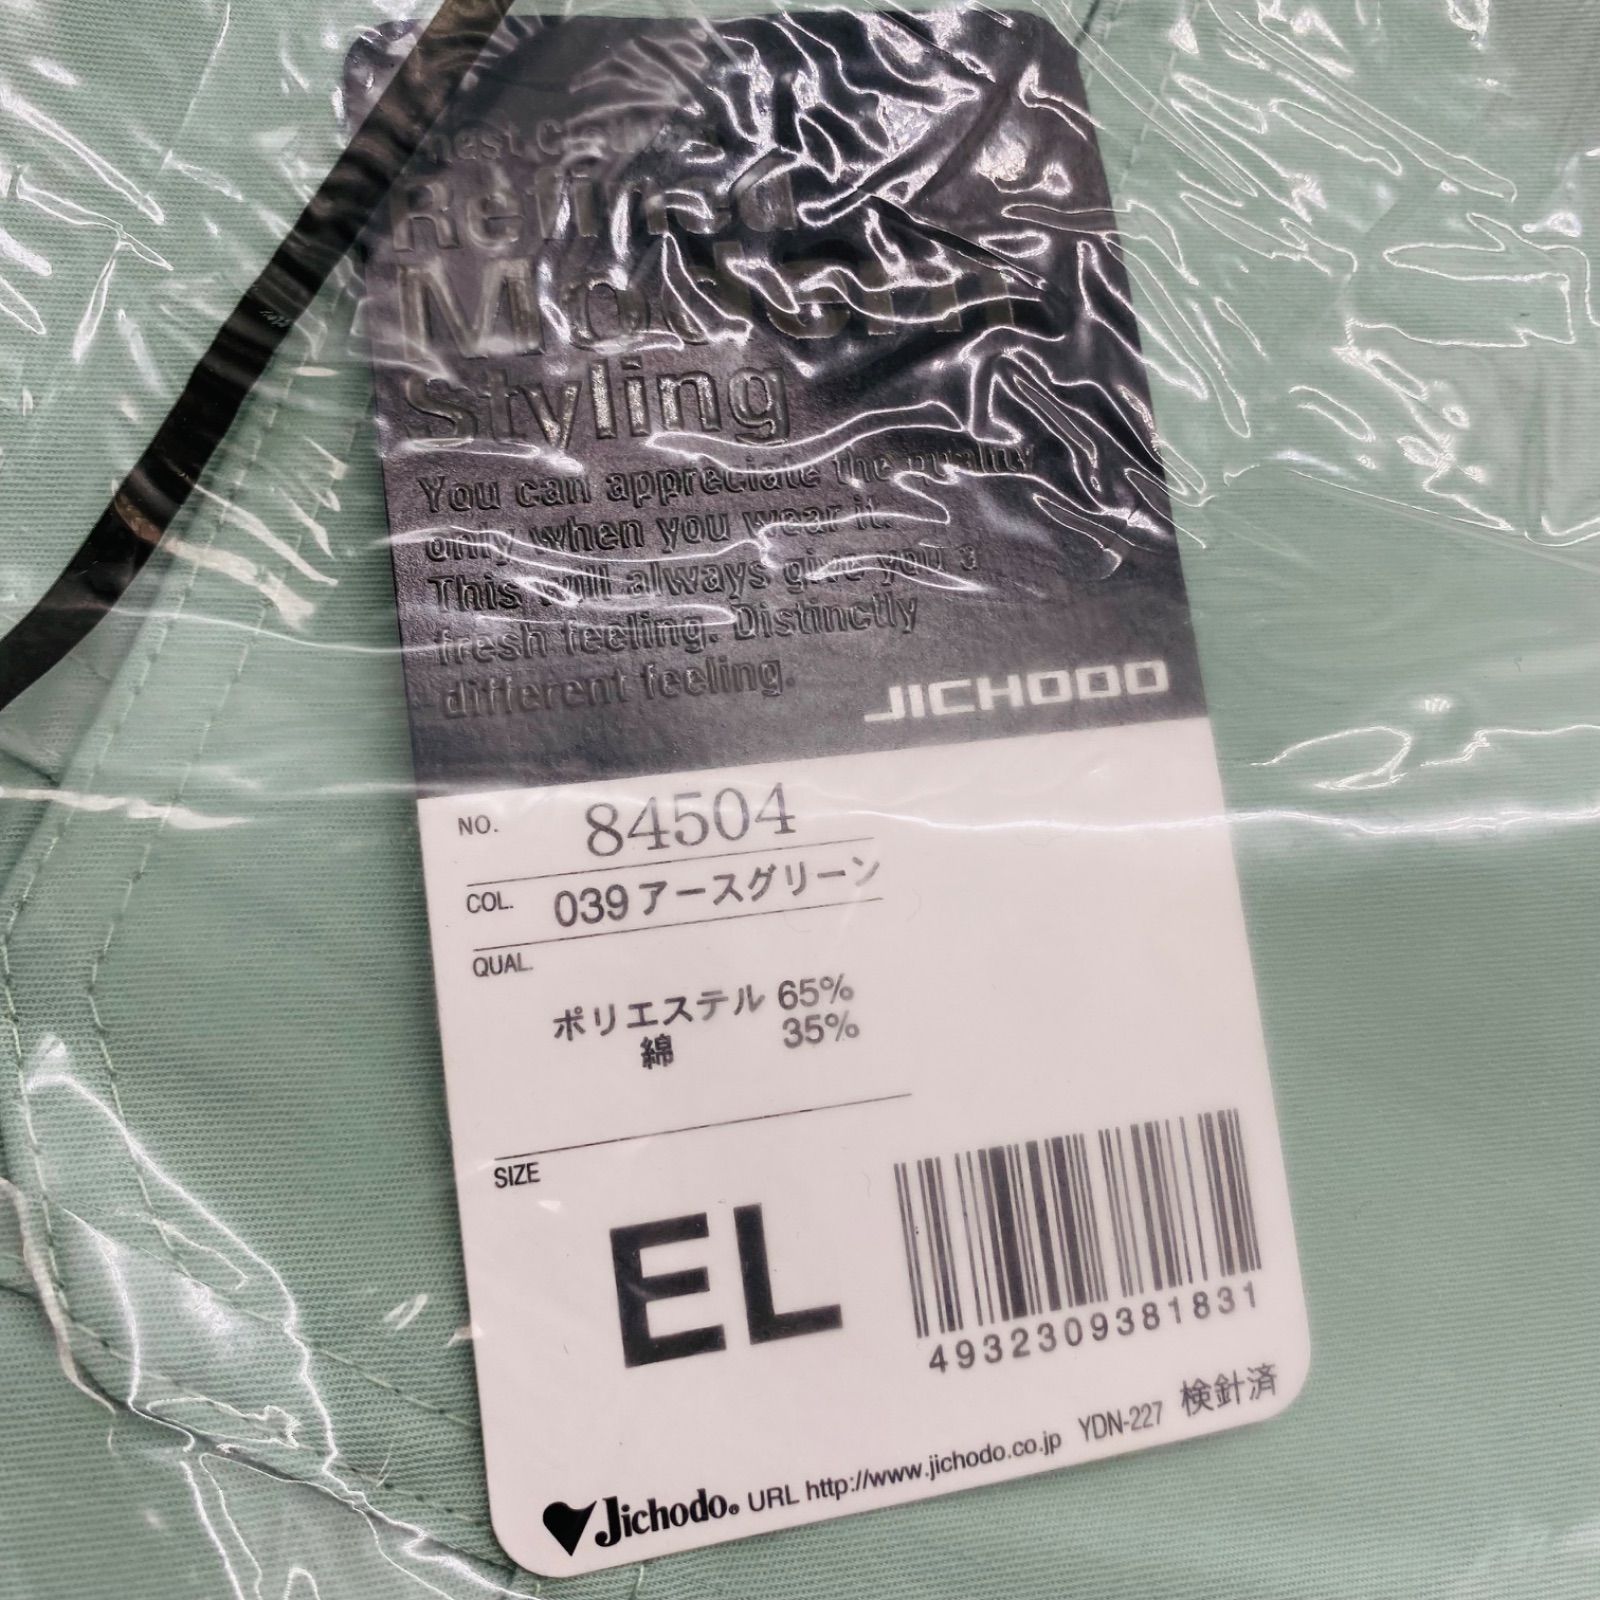 Refined
Modern
Styling
You can appreciate the quality
only when you wear it.
This will always give you a
fresh feeling. Distinctly
different feeling.
JICHODO
NO. 84504
COL. 039アースグリーン
QUAL.
ポリエステル 65%
綿 35%
SIZE
EL
4932309381831
Jichodo® URL http://www.jichodo.co.jp YDN-227 検針済